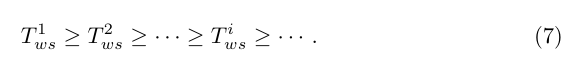 $T_{ws}^{1} \geq T_{ws}^{2} \geq \cdots \geq T_{ws}^{i} \geq \cdots .$ (7)